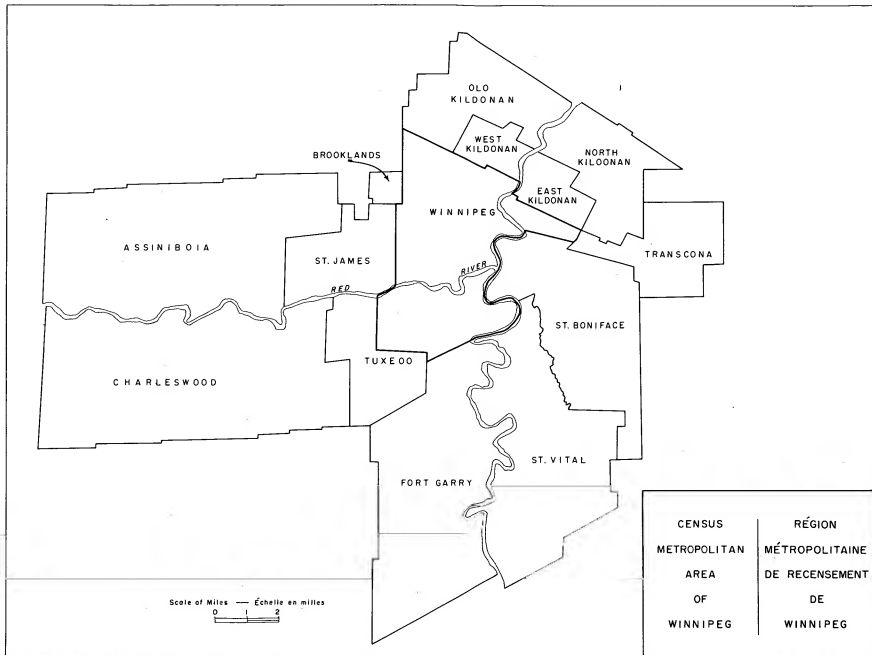 OLO
KILDONAN
WEST
KILDONAN
NORTH
KILOONAN
BROOKLANDS
EAST
KILDONAN
WINNIPEG
ASSINIBOIA
ST. JAMES
TRANSCONA
RED
RIVER
ST. BONIFACE
TUXEOO
CHARLESWOOD
ST. VITAL
FORT GARRY
Scale of Miles — Échelle en milles
0 1 2
CENSUS
METROPOLITAN
AREA
OF
WINNIPEG
RÉGION
MÉTROPOLITAINE
DE RECENSEMENT
DE
WINNIPEG